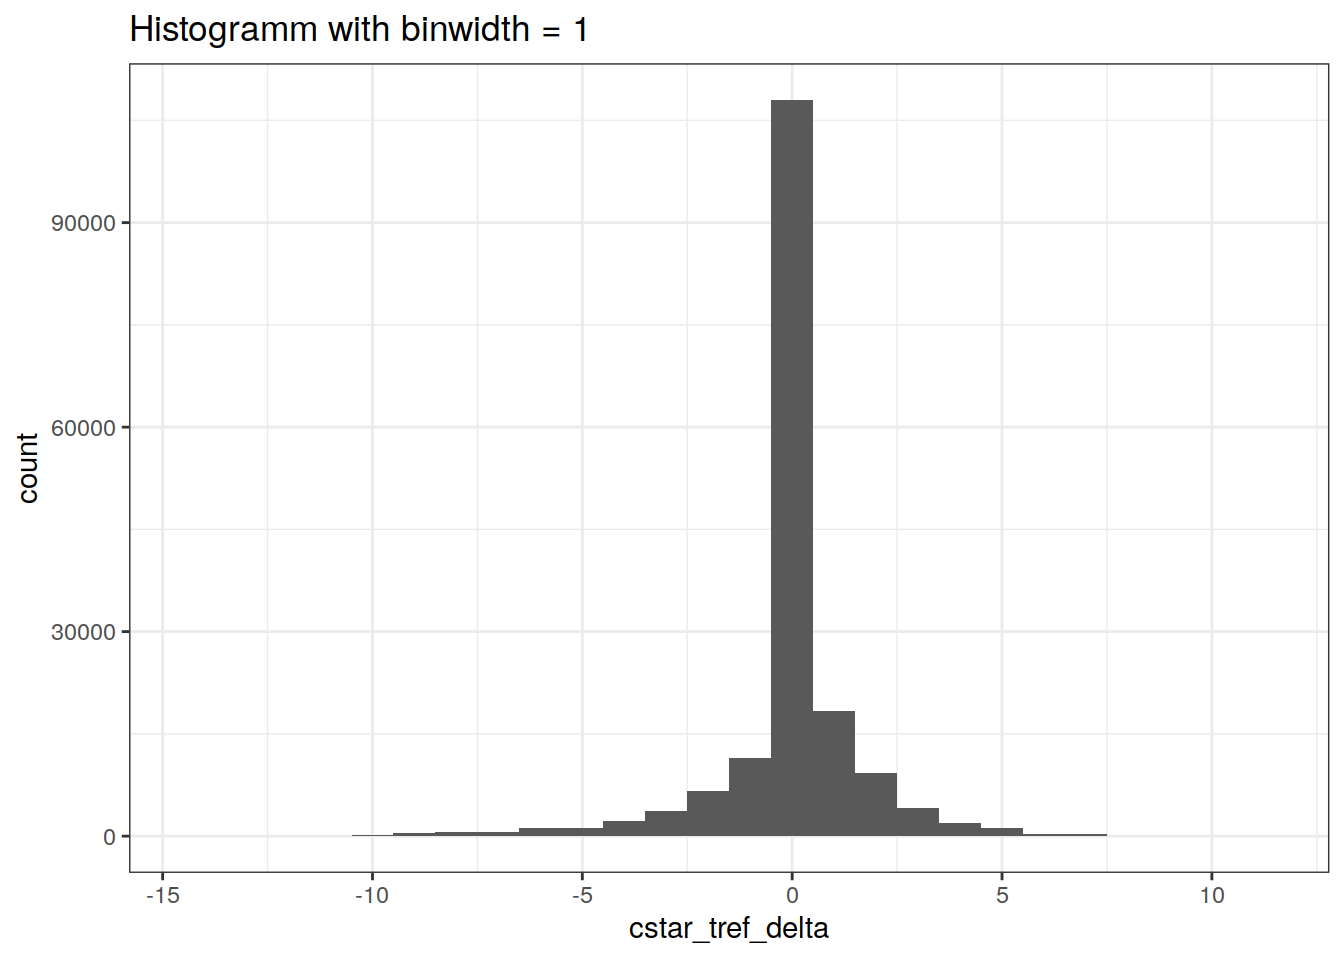 Histogramm with binwidth = 1
count
90000
60000
30000
0
-15 -10 -5 0 5 10
cstar_tref_delta